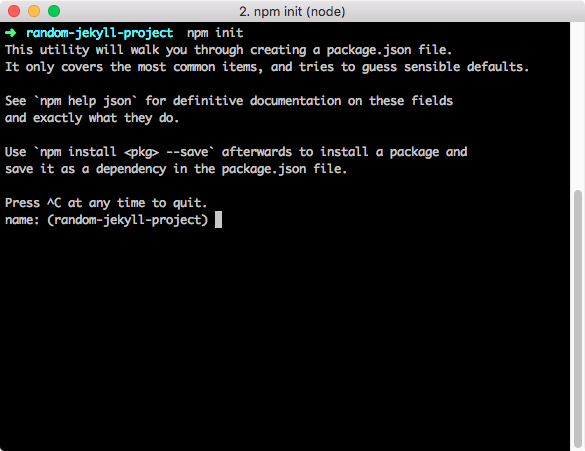 2. npm init (node)
➜ random-jekyll-project npm init
This utility will walk you through creating a package.json file.
It only covers the most common items, and tries to guess sensible defaults.
See `npm help json` for definitive documentation on these fields
and exactly what they do.
Use `npm install <pkg> --save` afterwards to install a package and
save it as a dependency in the package.json file.
Press ^C at any time to quit.
name: (random-jekyll-project)